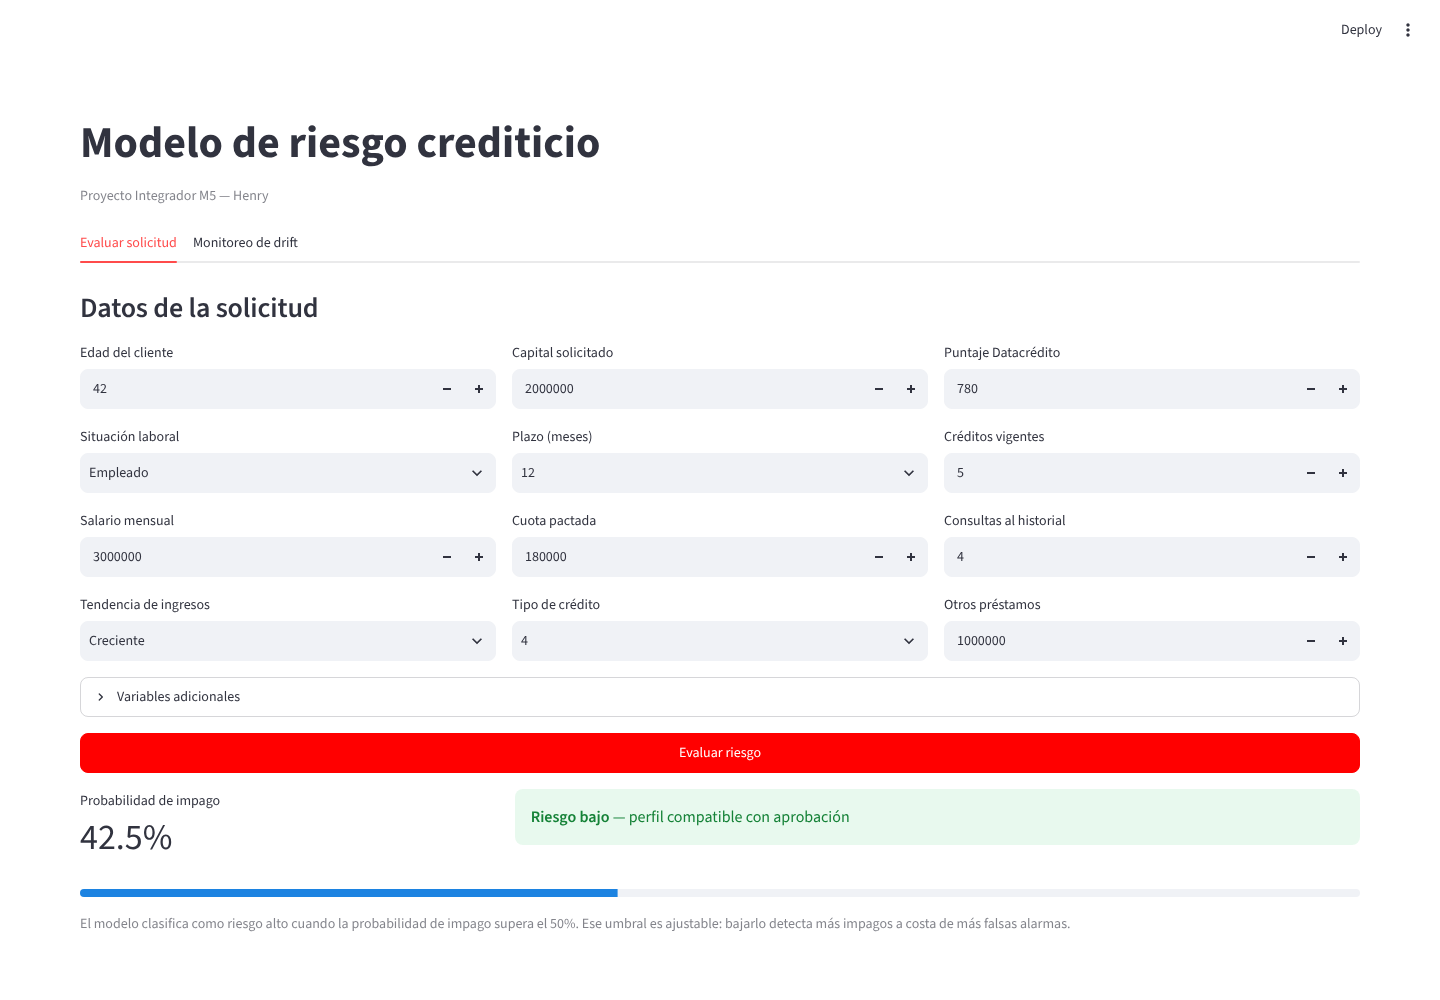 Deploy
Modelo de riesgo crediticio
Proyecto Integrador M5 — Henry
Evaluar solicitud
Monitoreo de drift
Datos de la solicitud
Edad del cliente
Capital solicitado
Puntaje Datacrédito
42
2000000
780
Situación laboral
Plazo (meses)
Créditos vigentes
Empleado
12
5
Salario mensual
Cuota pactada
Consultas al historial
3000000
180000
4
Tendencia de ingresos
Tipo de crédito
Otros préstamos
Creciente
4
1000000
Variables adicionales
Evaluar riesgo
Probabilidad de impago
42.5%
Riesgo bajo — perfil compatible con aprobación
El modelo clasifica como riesgo alto cuando la probabilidad de impago supera el 50%. Ese umbral es ajustable: bajarlo detecta más impagos a costa de más falsas alarmas.